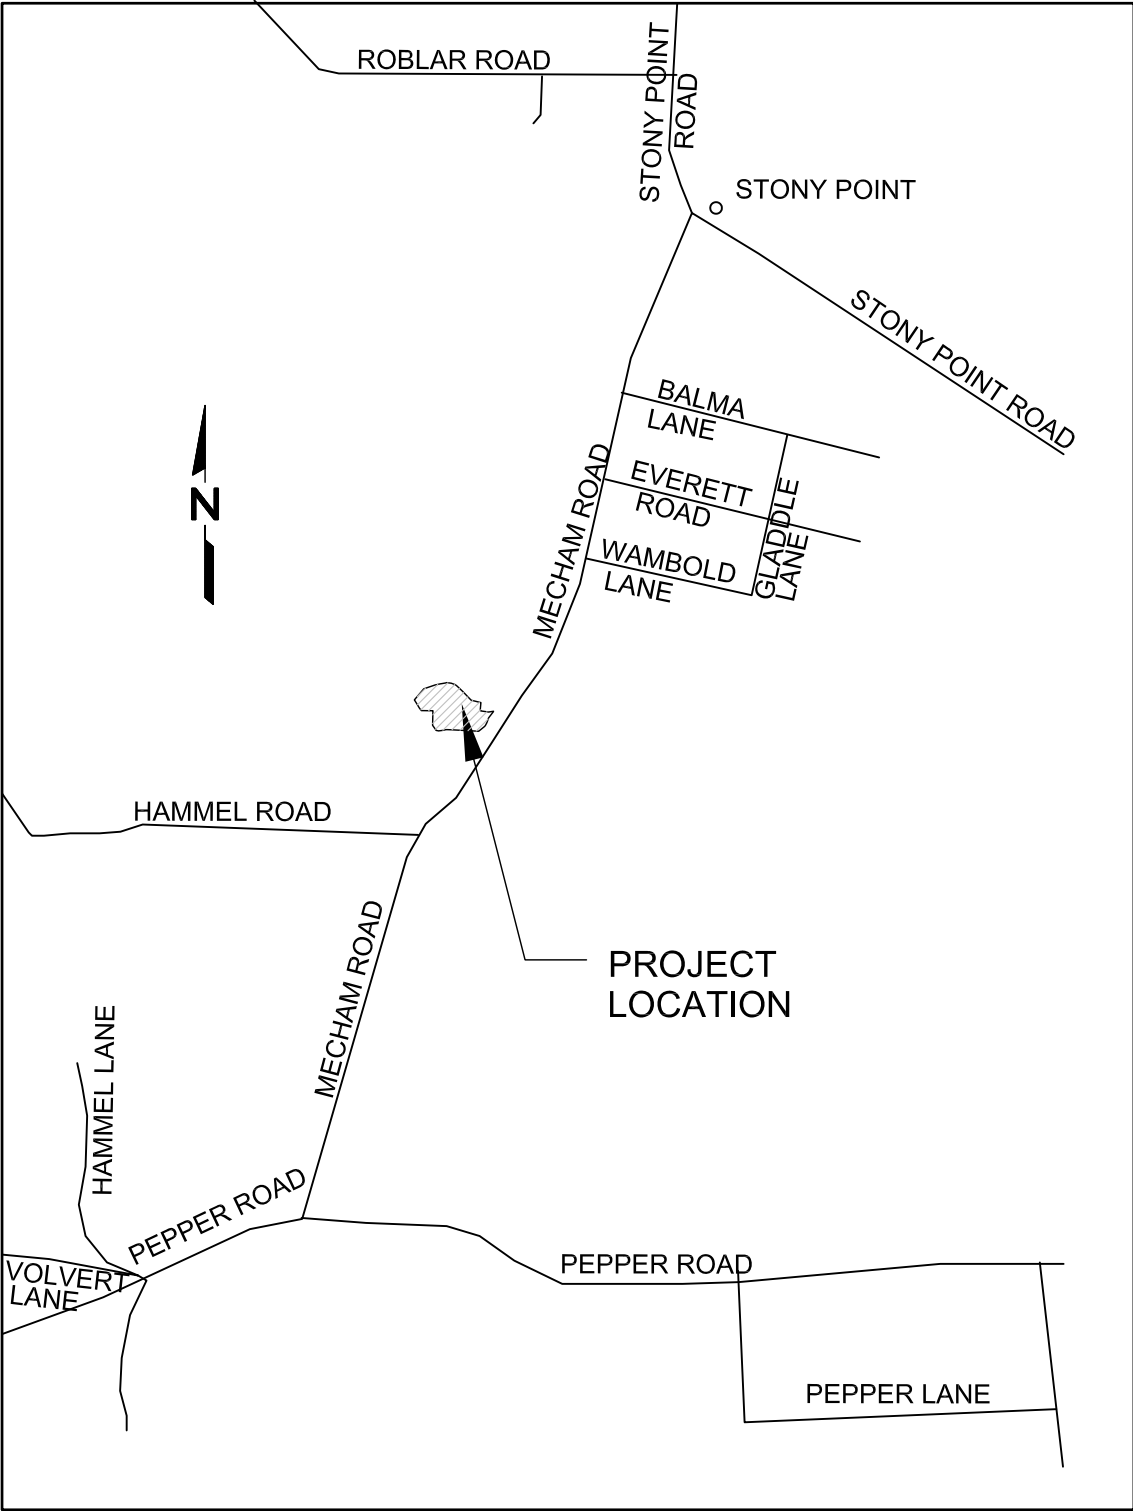 ROBLAR ROAD
STONY POINT
ROAD
STONY POINT
STONY POINT ROAD
BALMA
LANE
EVERETT
ROAD
WAMBOLD
LANE
GLADDLE
LANE
MECHAM ROAD
N
HAMMEL ROAD
MECHAM ROAD
PROJECT
LOCATION
HAMMEL LANE
PEPPER ROAD
VOLVERT
LANE
PEPPER ROAD
PEPPER LANE